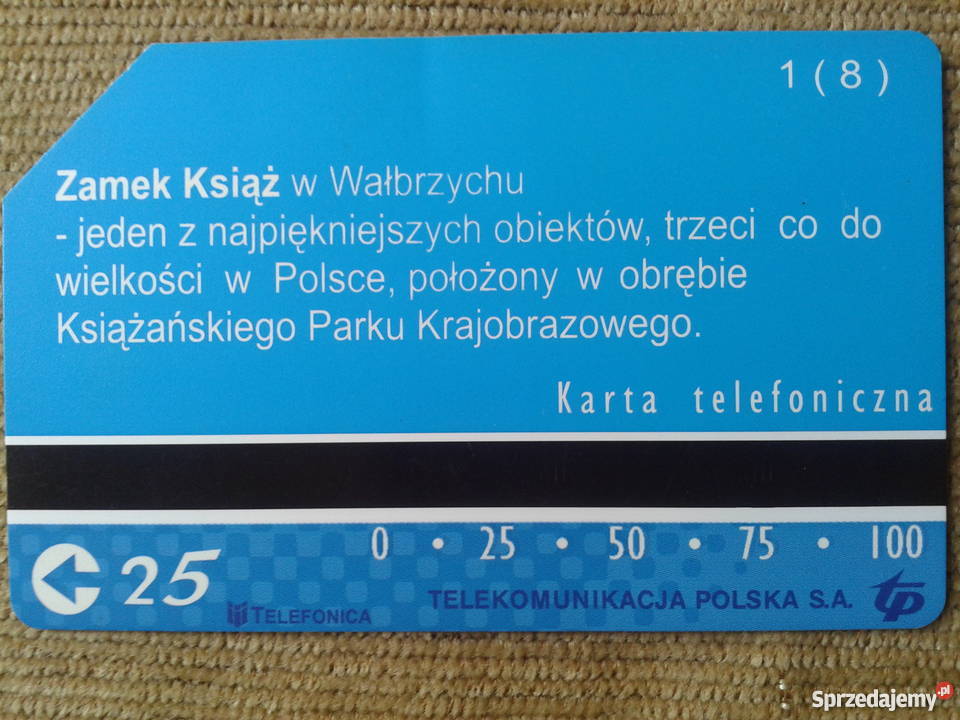 1 ( 8 )
Zamek Książ w Wałbrzychu
- jeden z najpiękniejszych obiektów, trzeci co do
wielkości w Polsce, położony w obrębie
Książańskiego Parku Krajobrazowego.
Karta telefoniczna
0 • 25 • 50 • 75 • 100
25
TELEFONICA
TELEKOMUNIKACJA POLSKA S.A. tp
Sprzedajemy.pl